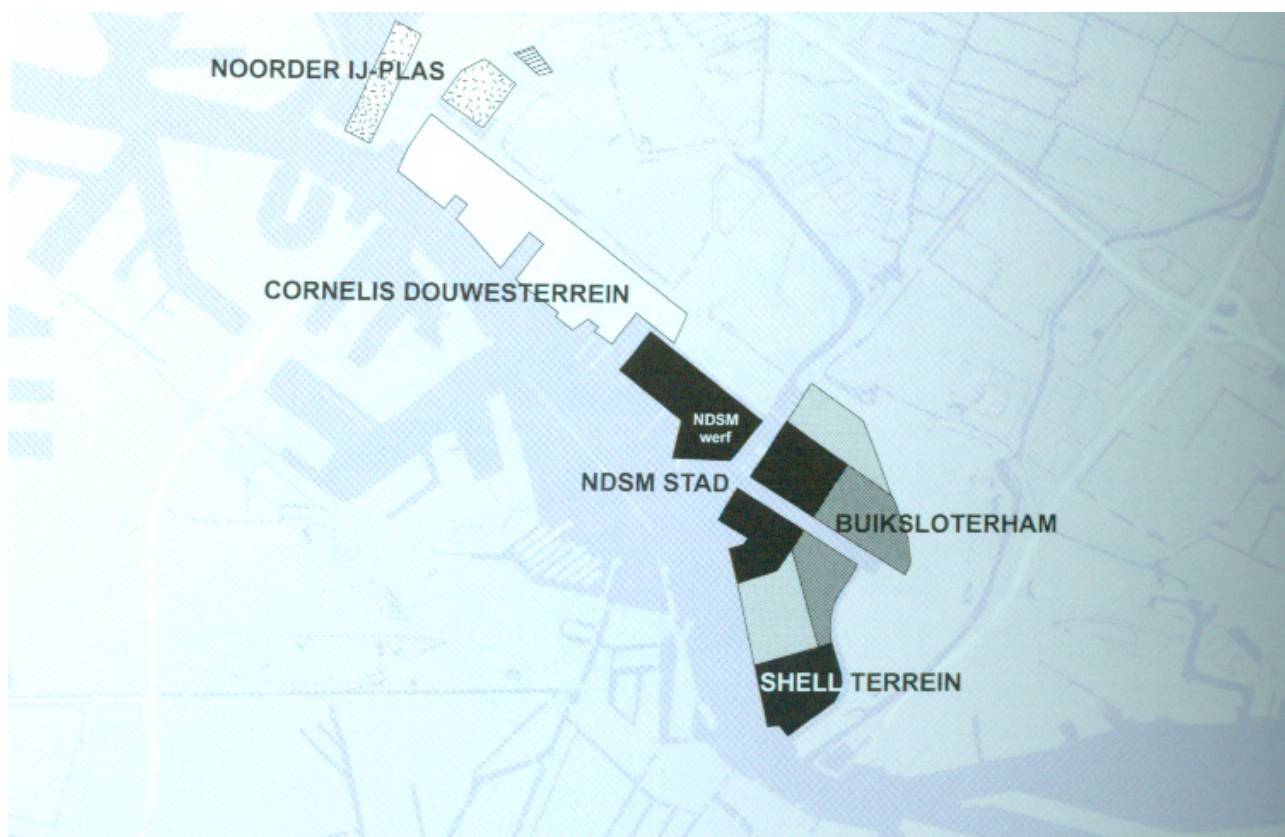 NOORDER IJ-PLAS
CORNELIS DOUWESTERREIN
NDSM
werf
NDSM STAD
BUIKSLOTERHAM
SHELL TERREIN